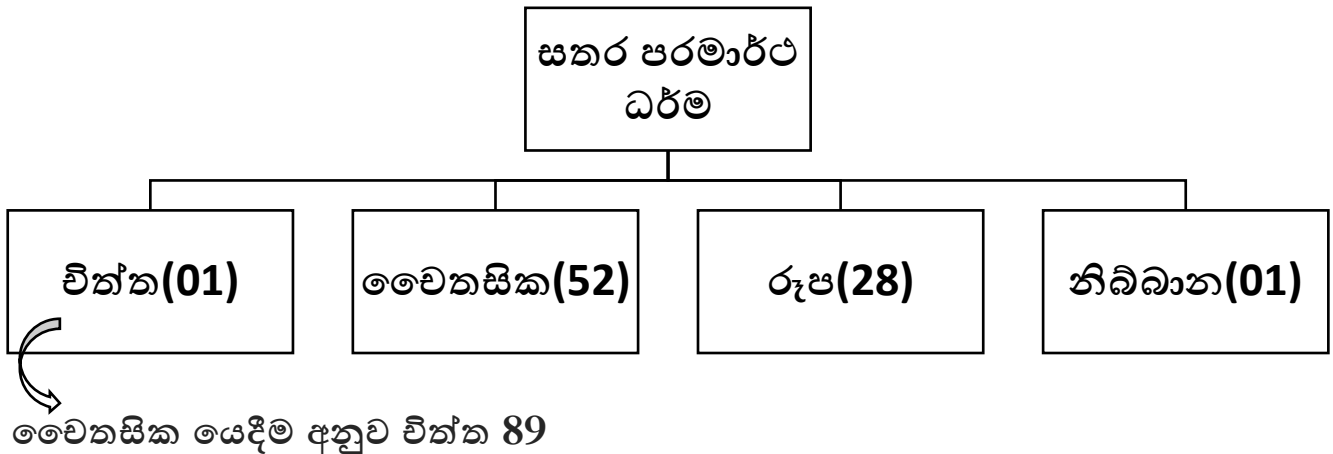 සතර පරමාර්ථ
ධර්ම
චිත්ත(01)
චෛතසික(52)
රූප(28)
නිබ්බාන(01)
චෛතසික යෙදීම අනුව චිත්ත 89